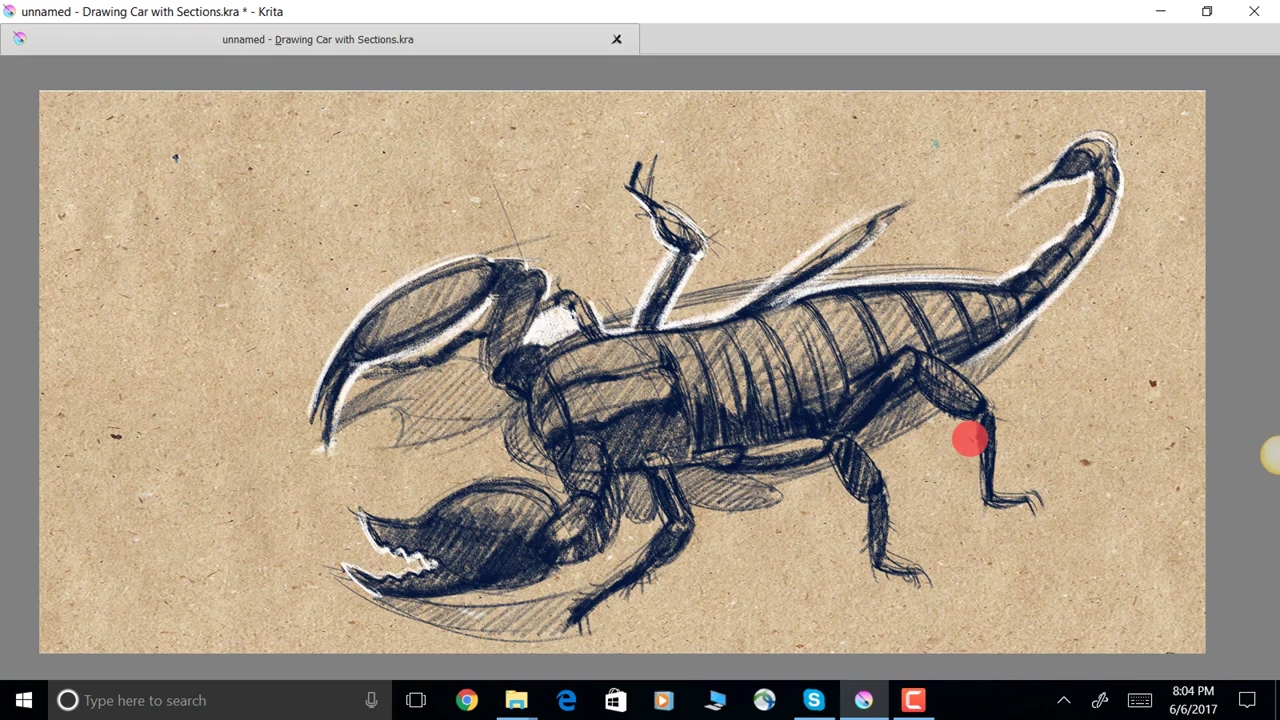 unnamed - Drawing Car with Sections.kra * - Krita
unnamed - Drawing Car with Sections.kra
Type here to search
8:04 PM
6/6/2017